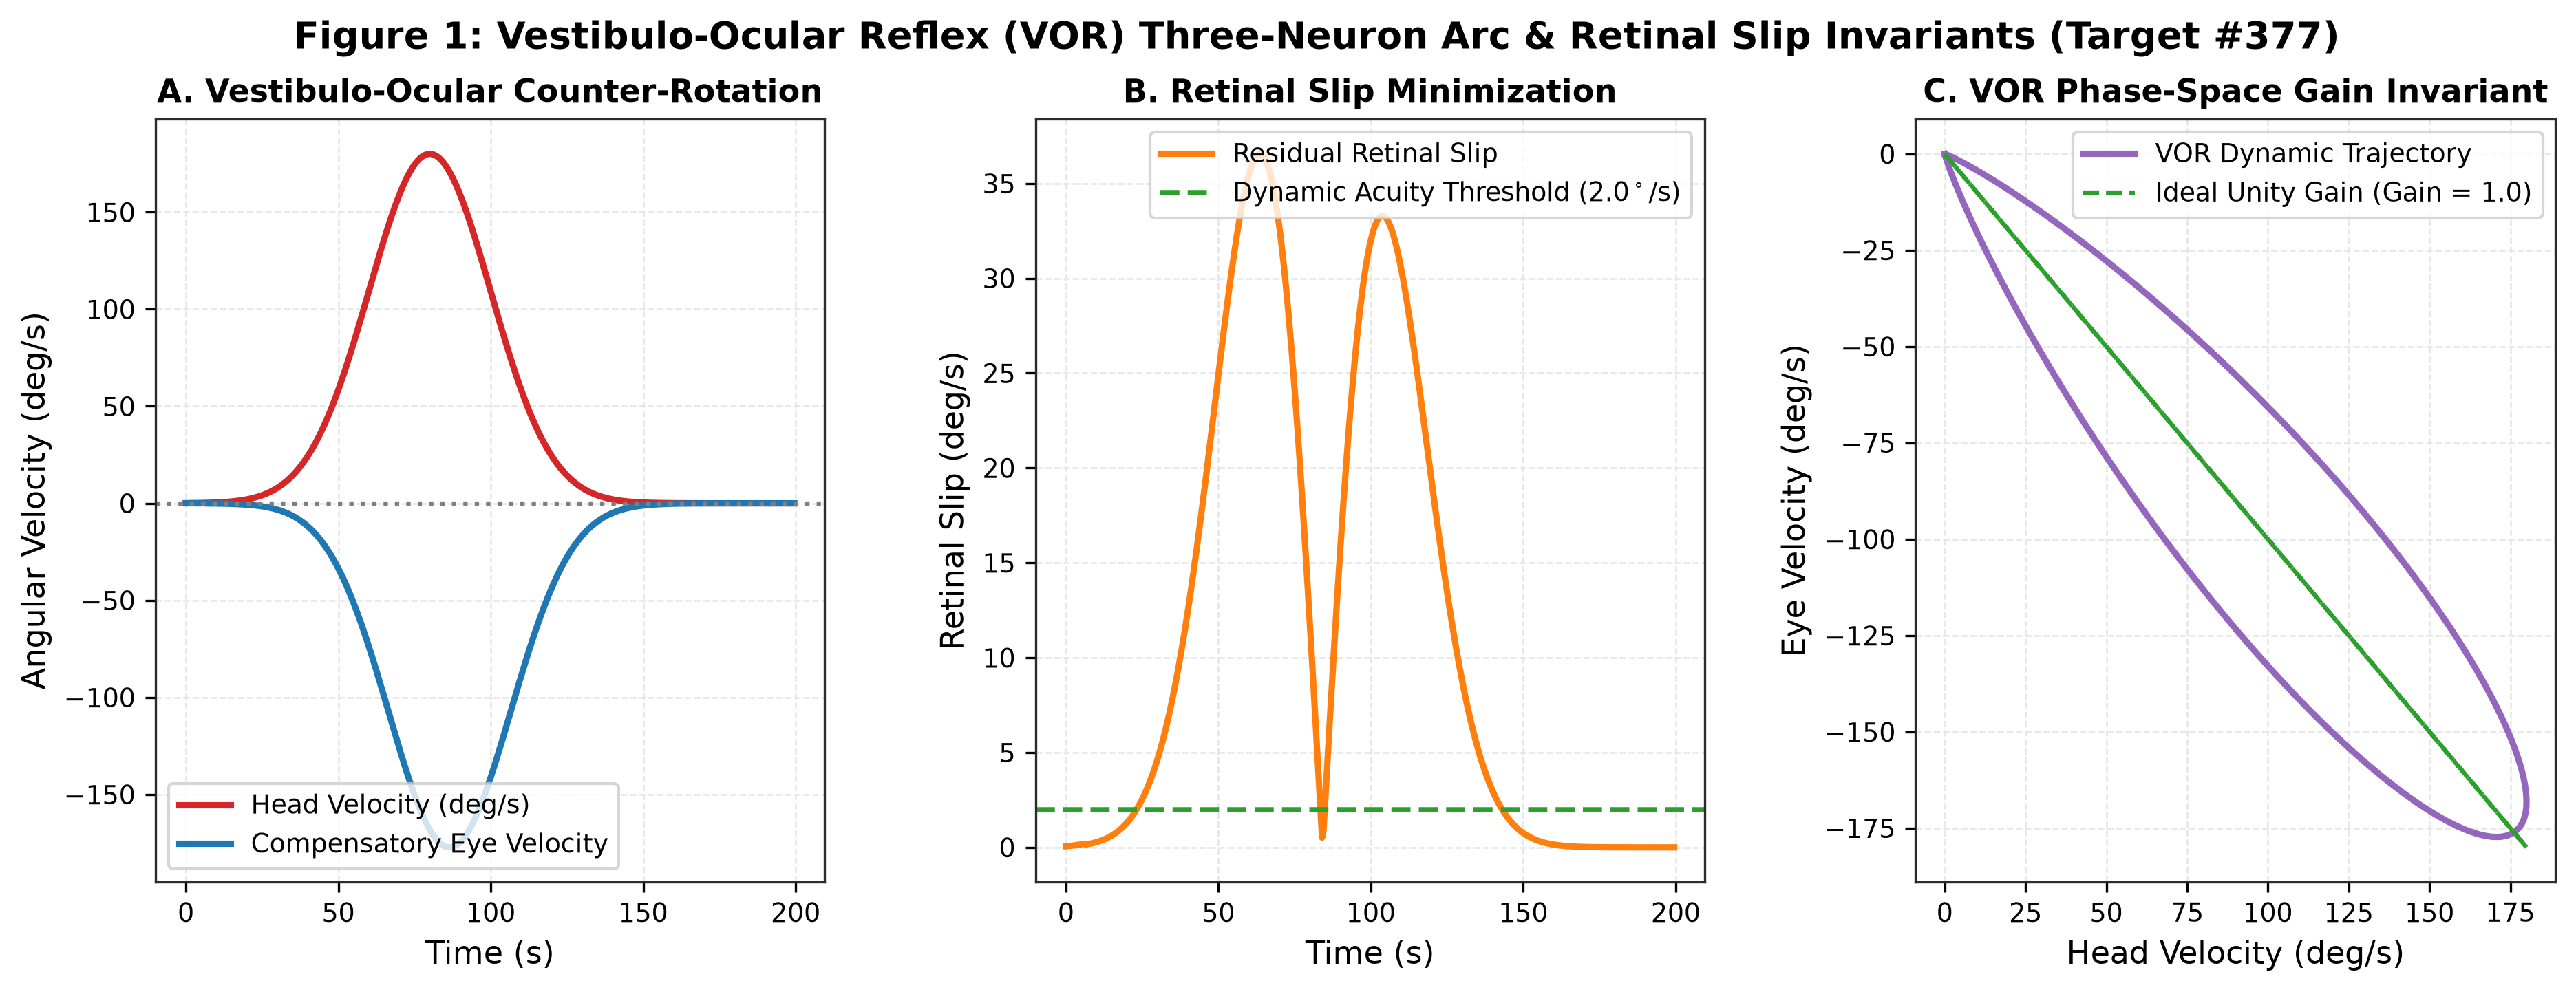 Figure 1: Vestibulo-Ocular Reflex (VOR) Three-Neuron Arc & Retinal Slip Invariants (Target #377)
A. Vestibulo-Ocular Counter-Rotation
Angular Velocity (deg/s)
150
100
50
0
−50
−100
−150
Head Velocity (deg/s)
Compensatory Eye Velocity
0 50 100 150 200
Time (s)
B. Retinal Slip Minimization
Retinal Slip (deg/s)
Residual Retinal Slip
Dynamic Acuity Threshold (2.0°/s)
35
30
25
20
15
10
5
0
0 50 100 150 200
Time (s)
C. VOR Phase-Space Gain Invariant
Eye Velocity (deg/s)
VOR Dynamic Trajectory
Ideal Unity Gain (Gain = 1.0)
0
−25
−50
−75
−100
−125
−150
−175
0 25 50 75 100 125 150 175
Head Velocity (deg/s)